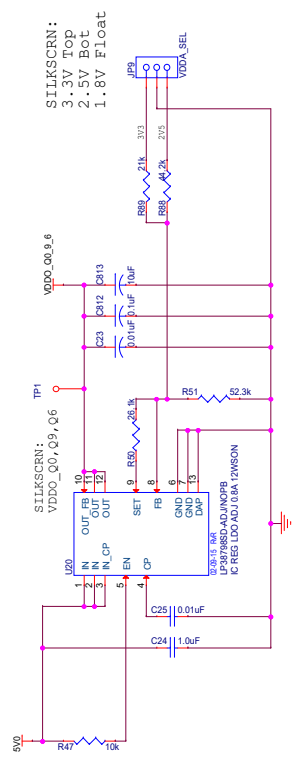 SILKSCRN:
3.3V Top
2.5V Bot
1.8V Float
JP9
VDDA_SEL
3V3
2V5
R89
21k
R88
44.2k
VDDO_Q0_9_6
C813
10uF
C812
0.1uF
C23
0.01uF
TP1
SILKSCRN:
VDDO_Q0,Q9,Q6
R50
26.1k
R51
52.3k
U20
1
IN
2
IN
3
IN_CP
5
EN
4
CP
OUT_FB
10
OUT
11
OUT
12
SET
9
FB
8
GND
6
GND
7
DAP
13
02-09-15 RvR
LP38798SD-ADJ/NOPB
IC REG LDO ADJ 0.8A 12WSON
C25
0.01uF
C24
1.0uF
5V0
R47
10k